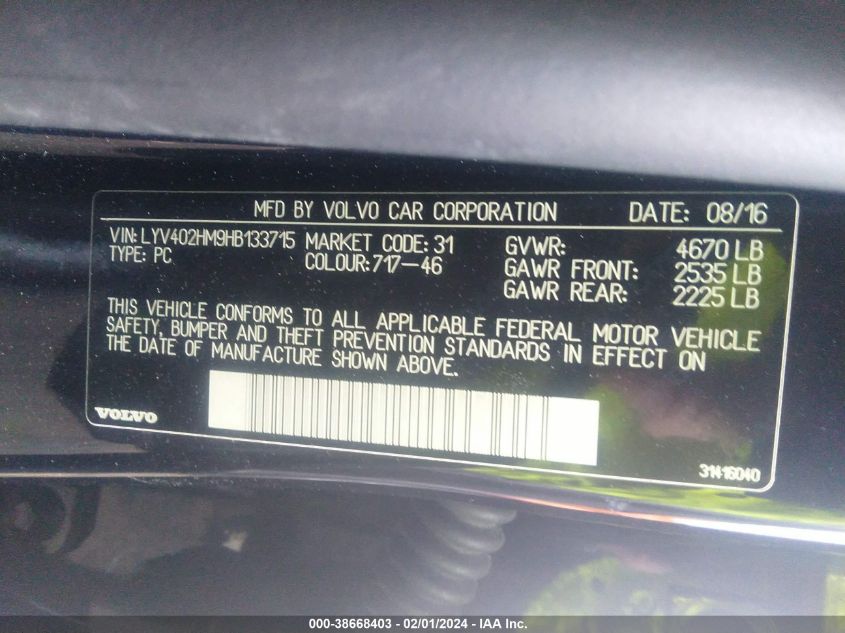 MFD BY VOLVO CAR CORPORATION DATE: 08/16
VIN: LYV402HM9HB133715 MARKET CODE: 31 GVWR: 4670 LB
TYPE: PC COLOUR: 717-46 GAWR FRONT: 2535 LB
GAWR REAR: 2225 LB
THIS VEHICLE CONFORMS TO ALL APPLICABLE FEDERAL MOTOR VEHICLE
SAFETY, BUMPER AND THEFT PREVENTION STANDARDS IN EFFECT ON
THE DATE OF MANUFACTURE SHOWN ABOVE.
VOLVO
31416040
000-38668403 - 02/01/2024 - IAA Inc.